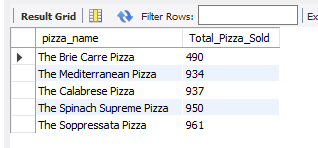 Result Grid Filter Rows: Ex
pizza_name Total_Pizza_Sold
The Brie Carre Pizza 490
The Mediterranean Pizza 934
The Calabrese Pizza 937
The Spinach Supreme Pizza 950
The Soppressata Pizza 961